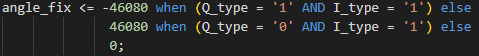 angle_fix <= -46080 when (Q_type = '1' AND I_type = '1') else
46080 when (Q_type = '0' AND I_type = '1') else
0;